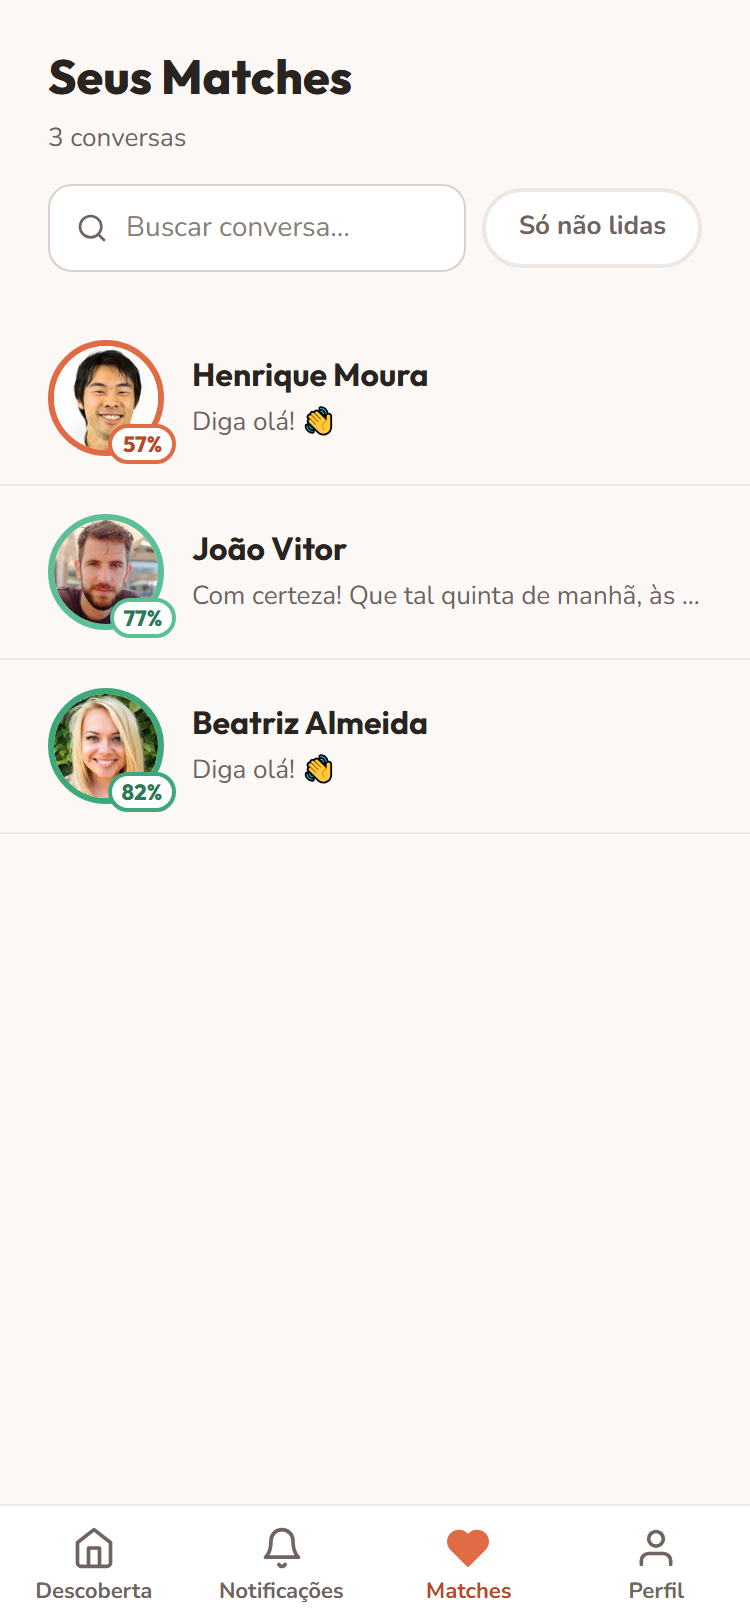 Seus Matches
3 conversas
Buscar conversa...
Só não lidas
Henrique Moura
Diga olá! 👋
57%
João Vitor
Com certeza! Que tal quinta de manhã, às ...
77%
Beatriz Almeida
Diga olá! 👋
82%
Descoberta
Notificações
Matches
Perfil